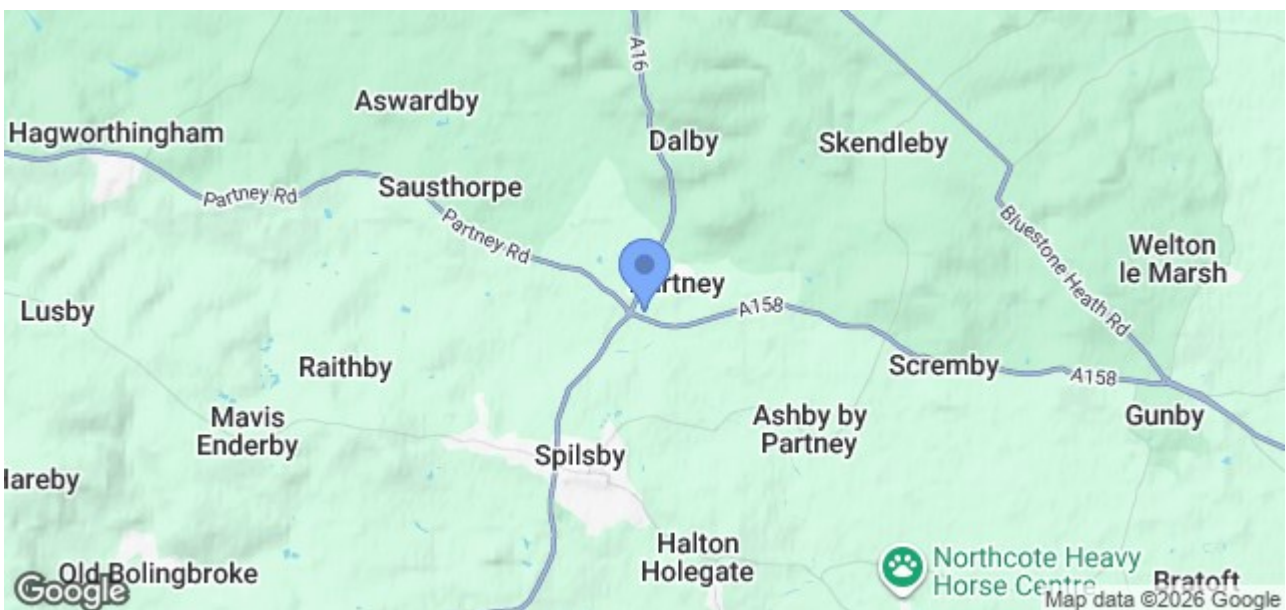 A16
Aswardby
Hagworthingham
Dalby
Skendleby
Partney Rd
Sausthorpe
Partney Rd
Bluestone Heath Rd
Welton
le Marsh
Lusby
A158
Raithby
Scremby
A158
Mavis
Enderby
Ashby by
Partney
Gunby
Spilsby
Halton
Holegate
Northcote Heavy
Horse Centre
Old Bolingbroke
Bratoft
Google
Map data ©2026 Google